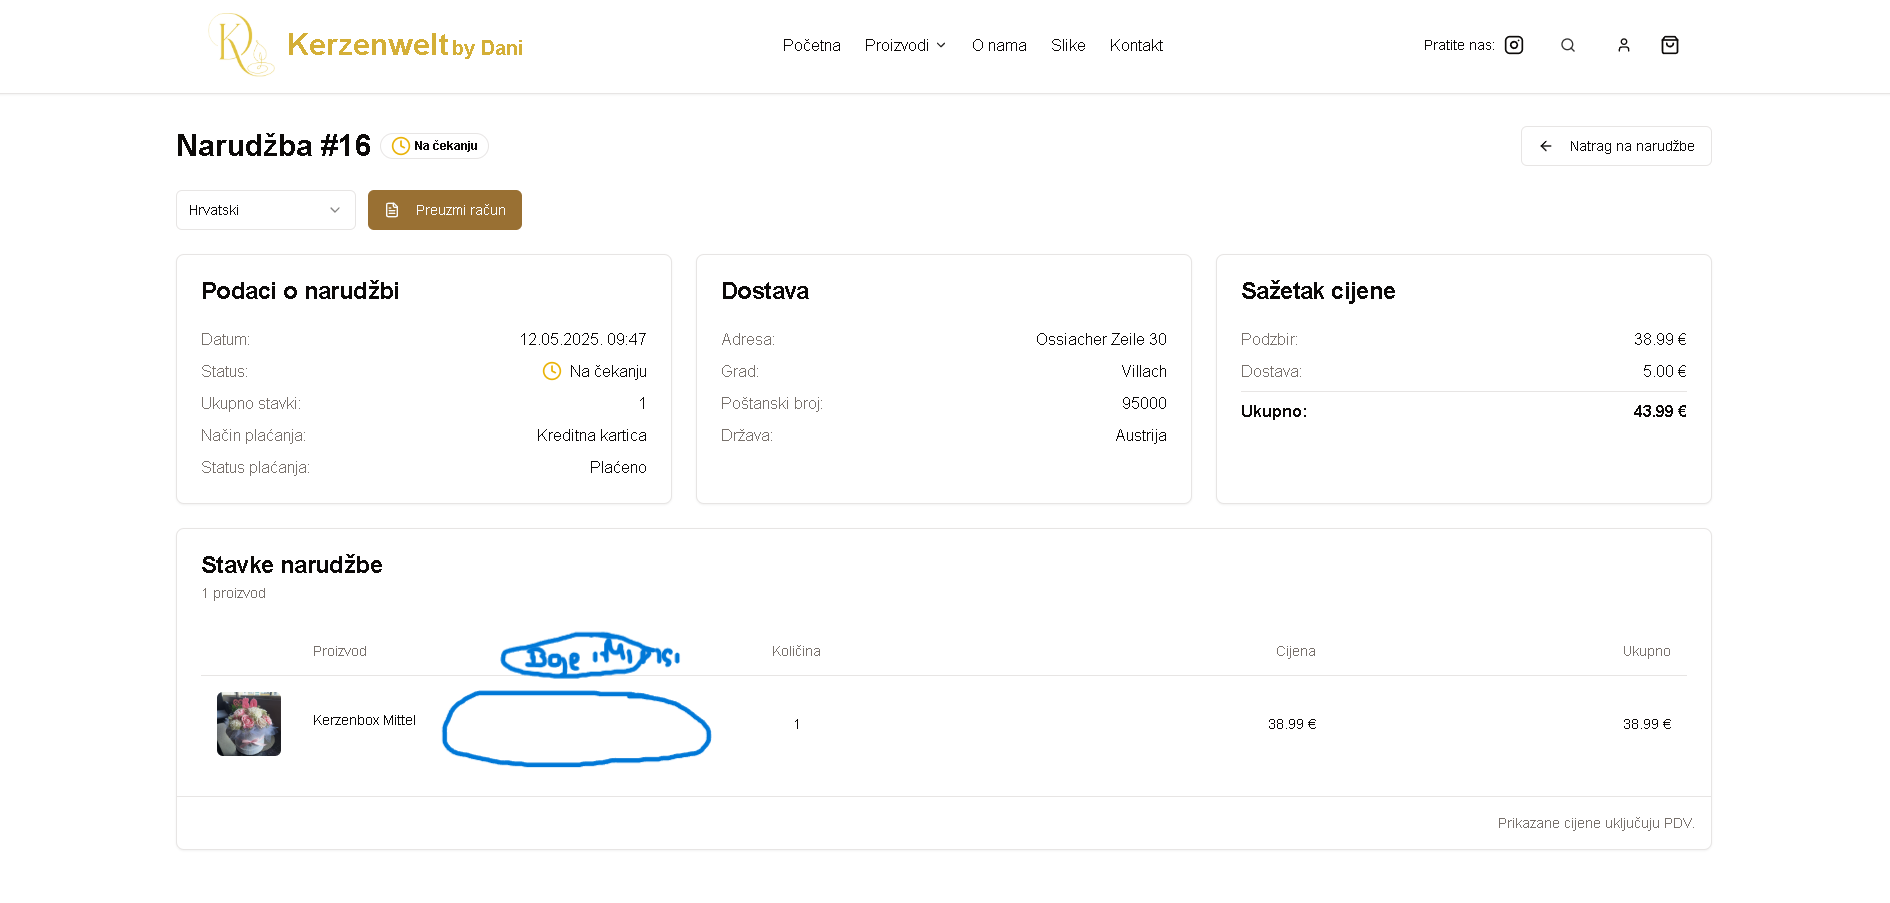 Kerzenwelt by Dani
Početna Proizvodi O nama Slike Kontakt
Pratite nas:
Narudžba #16 Na čekanju
Natrag na narudžbe
Hrvatski Preuzmi račun
Podaci o narudžbi
Datum: 12.05.2025. 09:47
Status: Na čekanju
Ukupno stavki: 1
Način plaćanja: Kreditna kartica
Status plaćanja: Plaćeno
Dostava
Adresa: Ossiacher Zeile 30
Grad: Villach
Poštanski broj: 95000
Država: Austrija
Sažetak cijene
Podzbir: 38.99 €
Dostava: 5.00 €
Ukupno: 43.99 €
Stavke narudžbe
1 proizvod
Proizvod Boje i Mirisi Količina Cijena Ukupno
Kerzenbox Mittel 1 38.99 € 38.99 €
Prikazane cijene uključuju PDV.